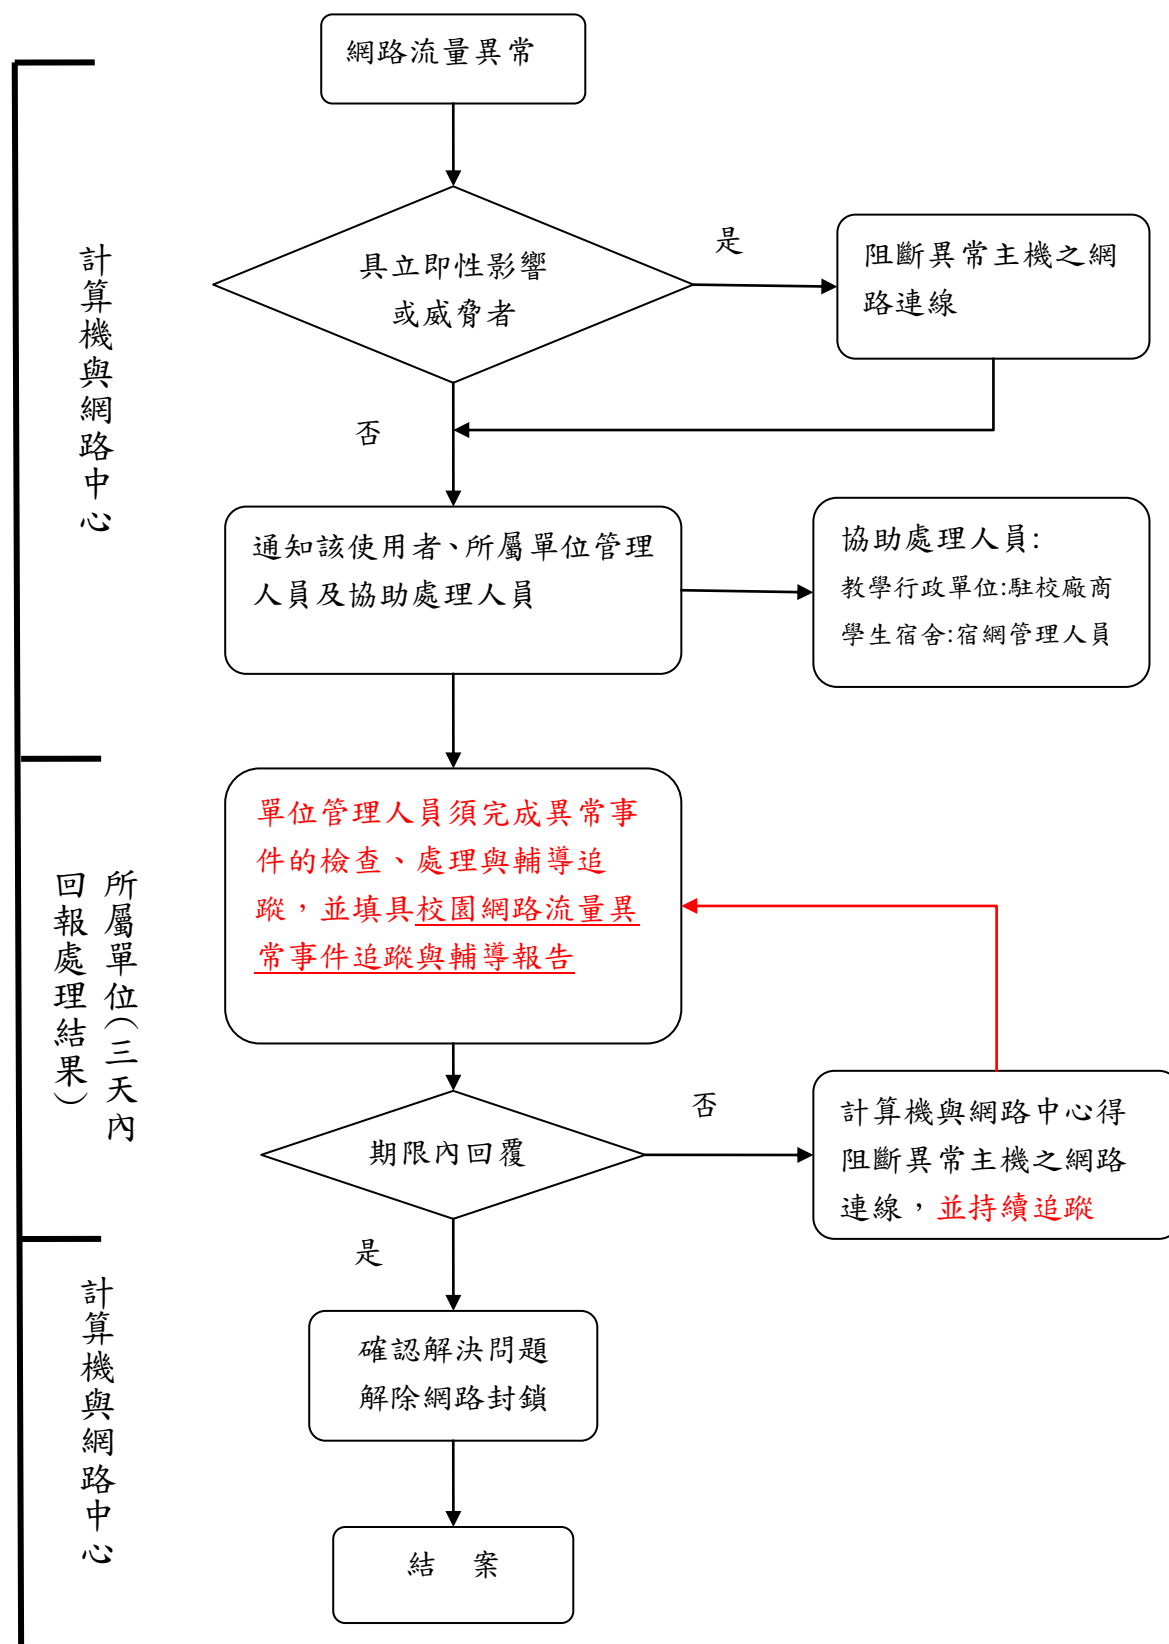 網路流量異常
具立即性影響
或威脅者
是
阻斷異常主機之網
路連線
否
計算機與網路中心
通知該使用者、所屬單位管理
人員及協助處理人員
協助處理人員:
教學行政單位:駐校廠商
學生宿舍:宿網管理人員
單位管理人員須完成異常事
件的檢查、處理與輔導追
蹤，並填具校園網路流量異
常事件追蹤與輔導報告
所屬單位(三天內
回報處理結果)
期限內回覆
否
計算機與網路中心得
阻斷異常主機之網路
連線，並持續追蹤
是
確認解決問題
解除網路封鎖
計算機與網路中心
結 案